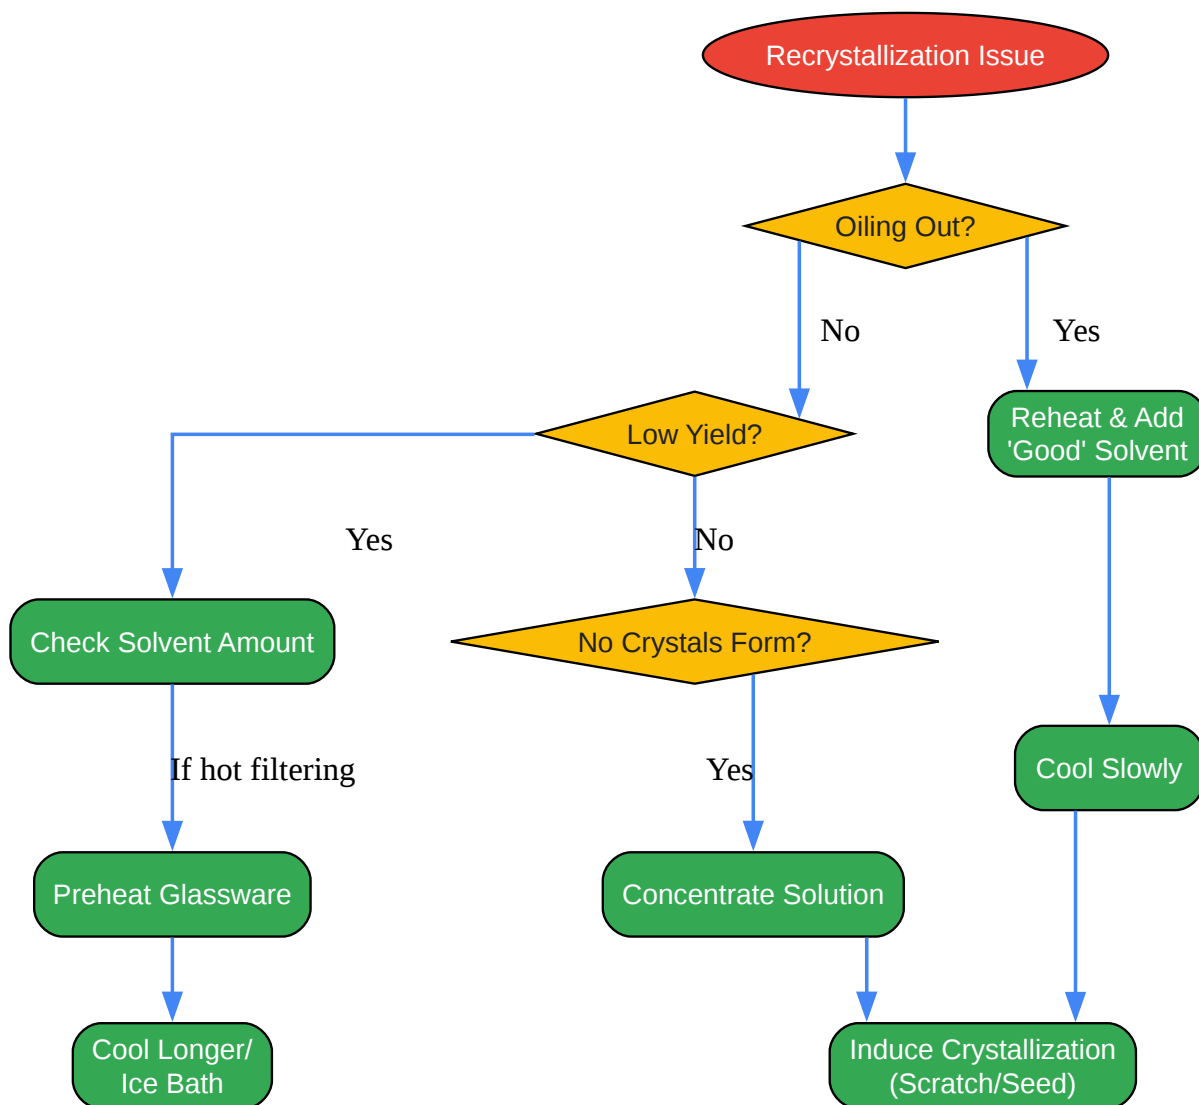 Recrystallization Issue
Oiling Out?
No
Yes
Reheat & Add
'Good' Solvent
Low Yield?
Yes
No
Check Solvent Amount
No Crystals Form?
If hot filtering
Yes
Cool Slowly
Preheat Glassware
Concentrate Solution
Cool Longer/
Ice Bath
Induce Crystallization
(Scratch/Seed)